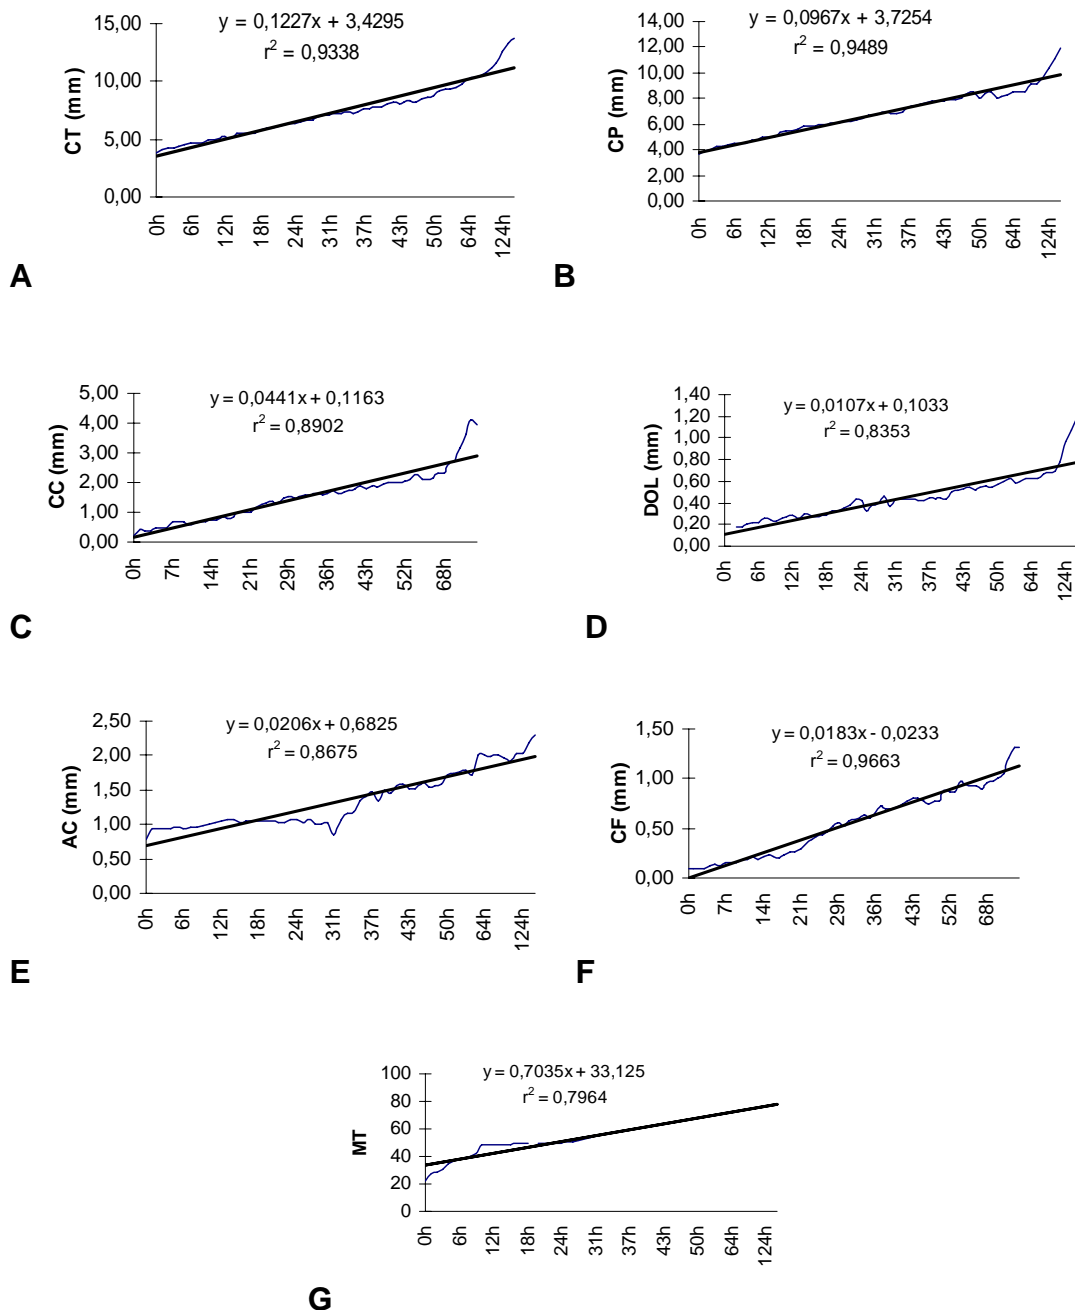 y = 0,1227x + 3,4295
r² = 0,9338
CT (mm)
15,00
10,00
5,00
0,00
0h 6h 12h 18h 24h 31h 37h 43h 50h 64h 124h
A
y = 0,0967x + 3,7254
r² = 0,9489
CP (mm)
14,00
12,00
10,00
8,00
6,00
4,00
2,00
0,00
0h 6h 12h 18h 24h 31h 37h 43h 50h 64h 124h
B
y = 0,0441x + 0,1163
r² = 0,8902
CC (mm)
5,00
4,00
3,00
2,00
1,00
0,00
0h 7h 14h 21h 29h 36h 43h 52h 68h
C
y = 0,0107x + 0,1033
r² = 0,8353
DOL (mm)
1,40
1,20
1,00
0,80
0,60
0,40
0,20
0,00
0h 6h 12h 18h 24h 31h 37h 43h 50h 64h 124h
D
y = 0,0206x + 0,6825
r² = 0,8675
AC (mm)
2,50
2,00
1,50
1,00
0,50
0,00
0h 6h 12h 18h 24h 31h 37h 43h 50h 64h 124h
E
y = 0,0183x - 0,0233
r² = 0,9663
CF (mm)
1,50
1,00
0,50
0,00
0h 7h 14h 21h 29h 36h 43h 52h 68h
F
y = 0,7035x + 33,125
r² = 0,7964
MT
100
80
60
40
20
0
0h 6h 12h 18h 24h 31h 37h 43h 50h 64h 124h
G